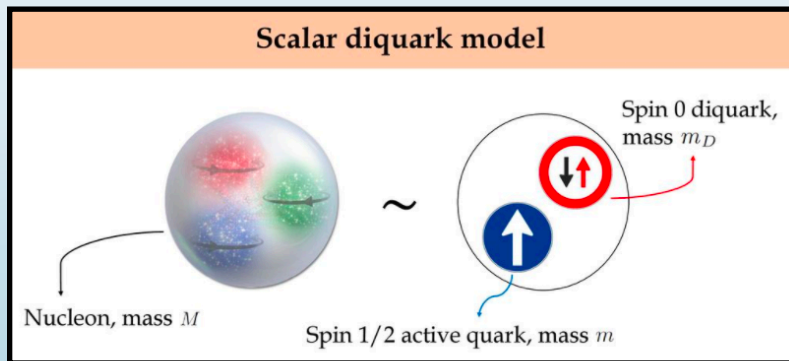 Scalar diquark model
Spin 0 diquark,
mass m_D
~
Nucleon, mass M
Spin 1/2 active quark, mass m